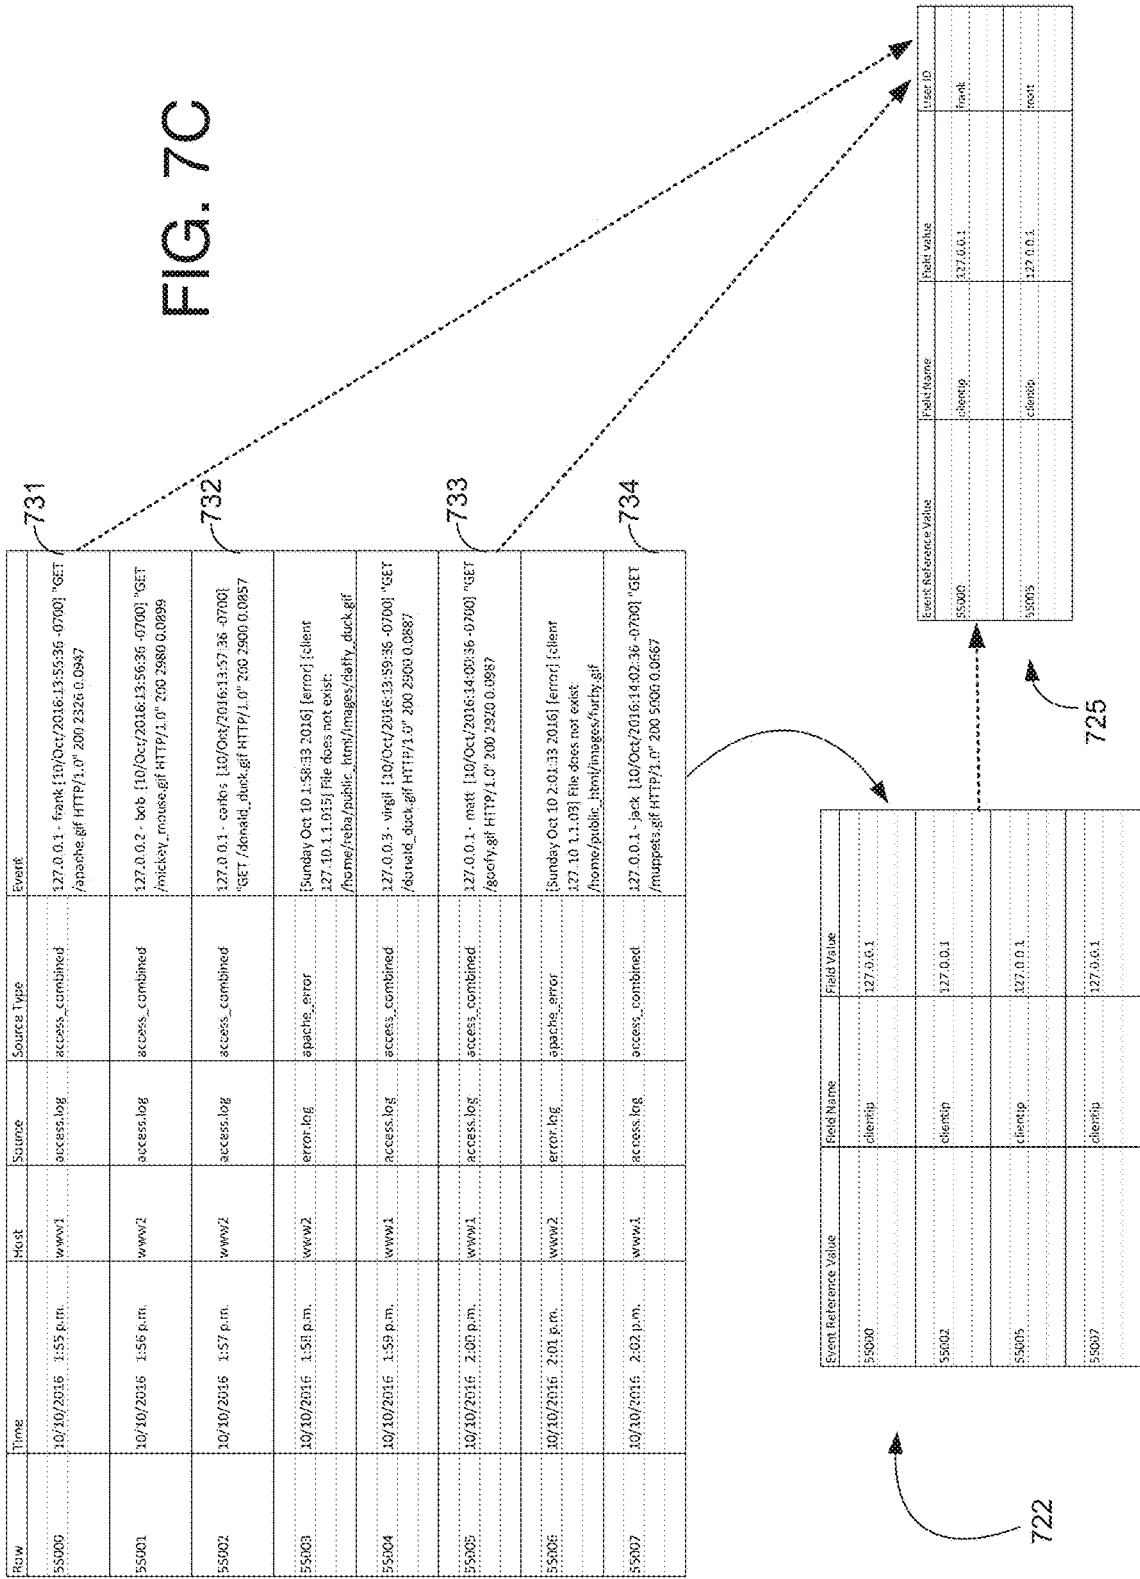 FIG. 7C
Row Time Host Source Source Type Event
55000 10/10/2016 1:55 p.m. www1 access.log access_combined 127.0.0.1 - frank [10/Oct/2016:13:55:36 -0700] "GET
/apache.gif HTTP/1.0" 200 2326 0.0947
731
55001 10/10/2016 1:56 p.m. www2 access.log access_combined 127.0.0.2 - bob [10/Oct/2016:13:56:36 -0700] "GET
/mickey_mouse.gif HTTP/1.0" 200 2980 0.0899
55002 10/10/2016 1:57 p.m. www2 access.log access_combined 127.0.0.1 - carlos [10/Oct/2016:13:57:36 -0700]
"GET /donald_duck.gif HTTP/1.0" 200 2900 0.0857
732
55003 10/10/2016 1:58 p.m. www2 error.log apache_error [Sunday Oct 10 1:58:33 2016] [error] [client
127.10.1.1.015] File does not exist:
/home/reba/public_html/images/daffy_duck.gif
55004 10/10/2016 1:59 p.m. www1 access.log access_combined 127.0.0.3 - virgil [10/Oct/2016:13:59:36 -0700] "GET
/donald_duck.gif HTTP/1.0" 200 2900 0.0887
55005 10/10/2016 2:00 p.m. www1 access.log access_combined 127.0.0.1 - matt [10/Oct/2016:14:00:36 -0700] "GET
/goofy.gif HTTP/1.0" 200 2920 0.0987
733
55006 10/10/2016 2:01 p.m. www2 error.log apache_error [Sunday Oct 10 2:01:33 2016] [error] [client
127.10.1.1.03] File does not exist:
/home/public_html/images/furby.gif
55007 10/10/2016 2:02 p.m. www1 access.log access_combined 127.0.0.1 - jack [10/Oct/2016:14:02:36 -0700] "GET
/muppets.gif HTTP/1.0" 200 5000 0.0667
734
722
Event Reference Value Field Name Field Value
55000 clientip 127.0.0.1
55002 clientip 127.0.0.1
55005 clientip 127.0.0.1
55007 clientip 127.0.0.1
725
Event Reference Value Field Name Field Value User ID
55000 clientip 127.0.0.1 frank
55005 clientip 127.0.0.1 matt